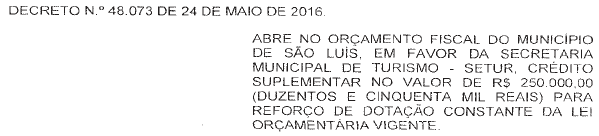 DECRETO N.º 48.073 DE 24 DE MAIO DE 2016.
ABRE NO ORÇAMENTO FISCAL DO MUNICÍPIO
DE SÃO LUÍS, EM FAVOR DA SECRETARIA
MUNICIPAL DE TURISMO - SETUR, CRÉDITO
SUPLEMENTAR NO VALOR DE R$ 250.000,00
(DUZENTOS E CINQUENTA MIL REAIS) PARA
REFORÇO DE DOTAÇÃO CONSTANTE DA LEI
ORÇAMENTÁRIA VIGENTE.